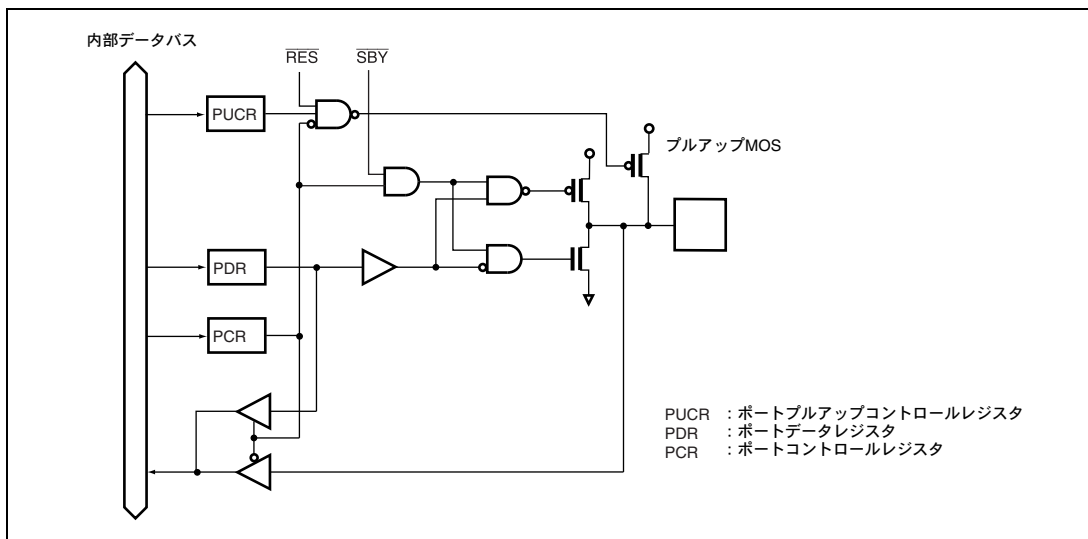 内部データバス
RES
SBY
PUCR
プルアップMOS
PDR
PCR
PUCR :ポートプルアップコントロールレジスタ
PDR :ポートデータレジスタ
PCR :ポートコントロールレジスタ